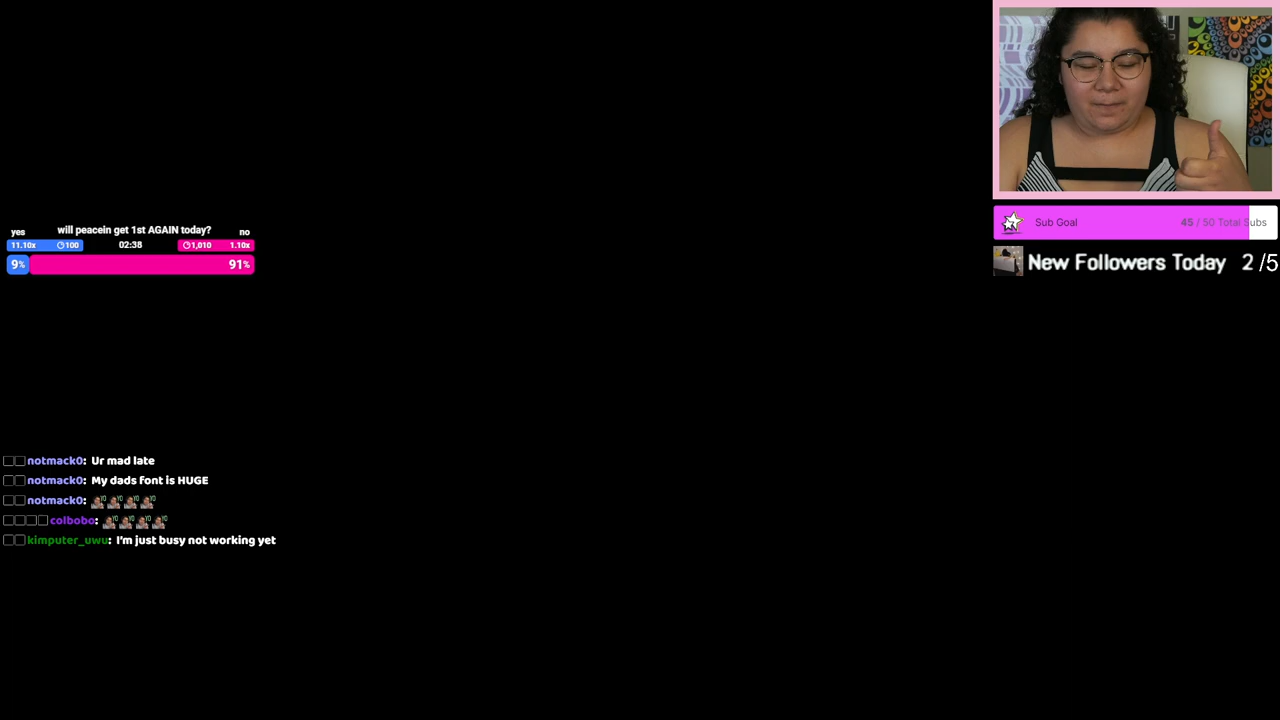 will peacein get 1st AGAIN today?
yes
no
11.10x 100
02:38
1,010 1.10x
9%
91%
Sub Goal
45 / 50 Total Subs
New Followers Today 2 /5
notmack0: Ur mad late
notmack0: My dads font is HUGE
notmack0:
colbobo:
kimputer_uwu: I'm just busy not working yet